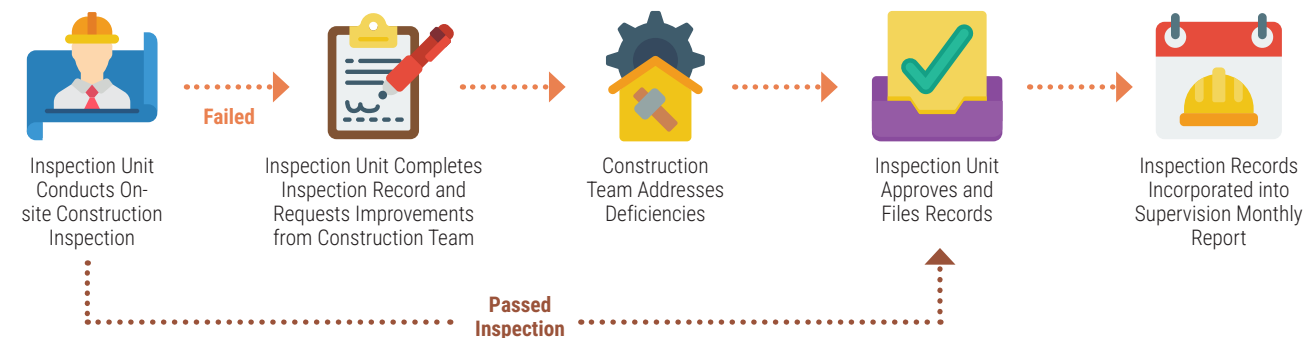 Failed
Inspection Unit
Conducts On-
site Construction
Inspection
Inspection Unit Completes
Inspection Record and
Requests Improvements
from Construction Team
Construction
Team Addresses
Deficiencies
Inspection Unit
Approves and
Files Records
Inspection Records
Incorporated into
Supervision Monthly
Report
Passed
Inspection